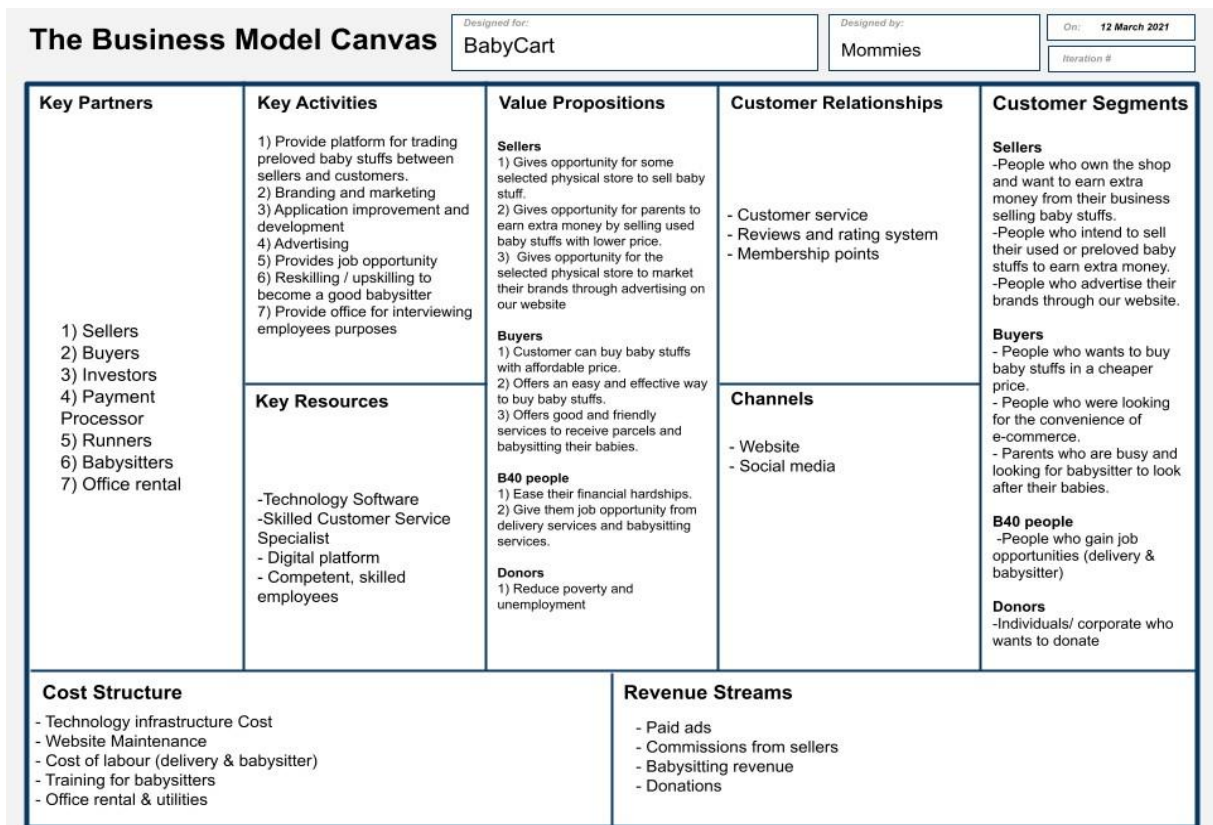 The Business Model Canvas
Designed for:
BabyCart
Designed by:
Mommies
On: 12 March 2021
Iteration #
Key Partners
1) Sellers
2) Buyers
3) Investors
4) Payment
Processor
5) Runners
6) Babysitters
7) Office rental
Key Activities
1) Provide platform for trading
preloved baby stuffs between
sellers and customers.
2) Branding and marketing
3) Application improvement and
development
4) Advertising
5) Provides job opportunity
6) Reskilling / upskilling to
become a good babysitter
7) Provide office for interviewing
employees purposes
Key Resources
-Technology Software
-Skilled Customer Service
Specialist
- Digital platform
- Competent, skilled
employees
Value Propositions
Sellers
1) Gives opportunity for some
selected physical store to sell baby
stuff.
2) Gives opportunity for parents to
earn extra money by selling used
baby stuffs with lower price.
3)  Gives opportunity for the
selected physical store to market
their brands through advertising on
our website
Buyers
1) Customer can buy baby stuffs
with affordable price.
2) Offers an easy and effective way
to buy baby stuffs.
3) Offers good and friendly
services to receive parcels and
babysitting their babies.
B40 people
1) Ease their financial hardships.
2) Give them job opportunity from
delivery services and babysitting
services.
Donors
1) Reduce poverty and
unemployment
Customer Relationships
- Customer service
- Reviews and rating system
- Membership points
Channels
- Website
- Social media
Customer Segments
Sellers
-People who own the shop
and want to earn extra
money from their business
selling baby stuffs.
-People who intend to sell
their used or preloved baby
stuffs to earn extra money.
-People who advertise their
brands through our website.
Buyers
- People who wants to buy
baby stuffs in a cheaper
price.
- People who were looking
for the convenience of
e-commerce.
- Parents who are busy and
looking for babysitter to look
after their babies.
B40 people
-People who gain job
opportunities (delivery &
babysitter)
Donors
-Individuals/ corporate who
wants to donate
Cost Structure
- Technology infrastructure Cost
- Website Maintenance
- Cost of labour (delivery & babysitter)
- Training for babysitters
- Office rental & utilities
Revenue Streams
- Paid ads
- Commissions from sellers
- Babysitting revenue
- Donations